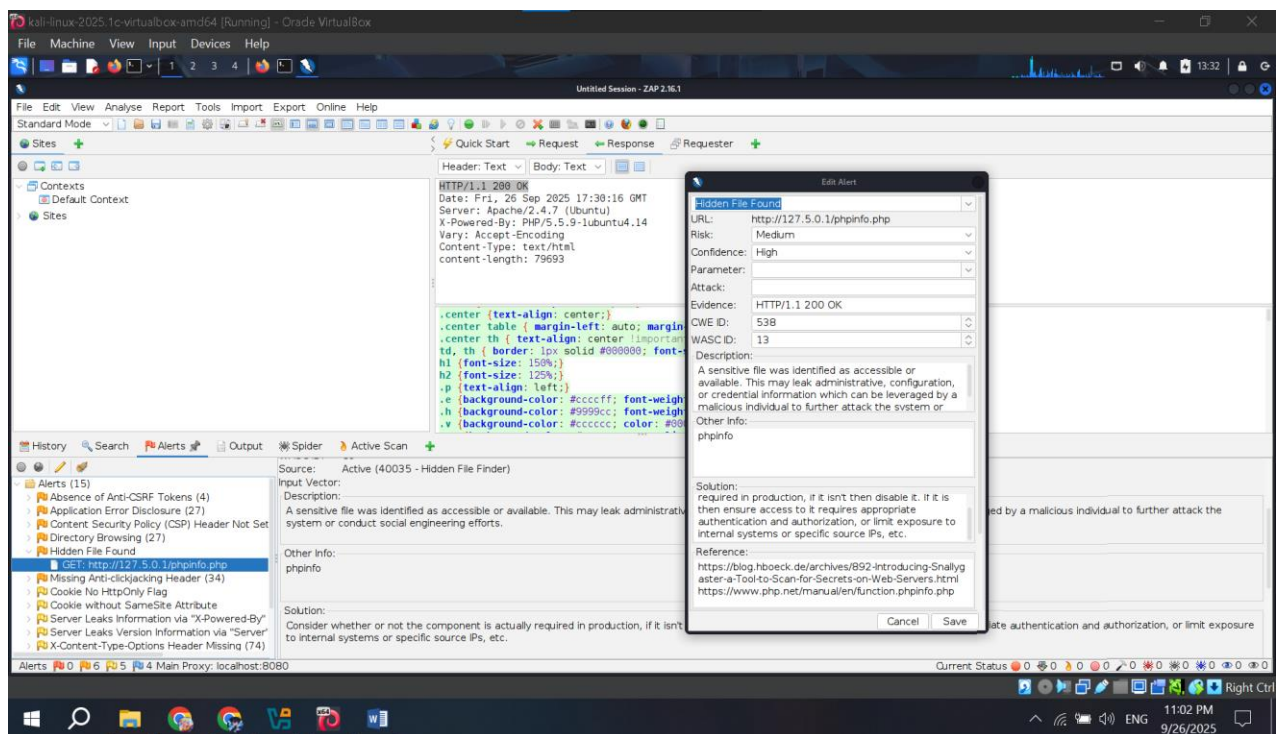 kali-linux-2025.1c-virtualbox-amd64 [Running] - Oracle VirtualBox
File Machine View Input Devices Help
1 2 3 4
13:32
Untitled Session - ZAP 2.16.1
File Edit View Analyse Report Tools Import Export Online Help
Standard Mode
Sites
Quick Start Request Response Requester
Header: Text Body: Text
Contexts
Default Context
Sites
HTTP/1.1 200 OK
Date: Fri, 26 Sep 2025 17:30:16 GMT
Server: Apache/2.4.7 (Ubuntu)
X-Powered-By: PHP/5.5.9-1ubuntu4.14
Vary: Accept-Encoding
Content-Type: text/html
content-length: 79693
.center {text-align: center;}
.center table { margin-left: auto; margin
.center th { text-align: center !importan
td, th { border: 1px solid #000000; font-
h1 {font-size: 150%;}
h2 {font-size: 125%;}
.p {text-align: left;}
.e {background-color: #ccccff; font-weigh
.h {background-color: #9999cc; font-weigh
.v {background-color: #cccccc; color: #00
Edit Alert
Hidden File Found
URL: http://127.5.0.1/phpinfo.php
Risk: Medium
Confidence: High
Parameter:
Attack:
Evidence: HTTP/1.1 200 OK
CWE ID: 538
WASC ID: 13
Description:
A sensitive file was identified as accessible or
available. This may leak administrative, configuration,
or credential information which can be leveraged by a
malicious individual to further attack the system or
Other Info:
phpinfo
Solution:
required in production, if it isn't then disable it. If it is
then ensure access to it requires appropriate
authentication and authorization, or limit exposure to
internal systems or specific source IPs, etc.
Reference:
https://blog.hboeck.de/archives/892-Introducing-Snallyg
aster-a-Tool-to-Scan-for-Secrets-on-Web-Servers.html
https://www.php.net/manual/en/function.phpinfo.php
Cancel Save
History Search Alerts Output Spider Active Scan
Alerts (15)
Absence of Anti-CSRF Tokens (4)
Application Error Disclosure (27)
Content Security Policy (CSP) Header Not Set
Directory Browsing (27)
Hidden File Found
GET: http://127.5.0.1/phpinfo.php
Missing Anti-clickjacking Header (34)
Cookie No HttpOnly Flag
Cookie without SameSite Attribute
Server Leaks Information via "X-Powered-By"
Server Leaks Version Information via "Server"
X-Content-Type-Options Header Missing (74)
Source: Active (40035 - Hidden File Finder)
Input Vector:
Description:
A sensitive file was identified as accessible or available. This may leak administrativ ed by a malicious individual to further attack the
system or conduct social engineering efforts.
Other Info:
phpinfo
Solution:
Consider whether or not the component is actually required in production, if it isn't ate authentication and authorization, or limit exposure
to internal systems or specific source IPs, etc.
Alerts 0 6 5 4 Main Proxy: localhost:8080
Current Status 0 0 0 0 0 0 0 0 0 0
Right Ctrl
ENG
11:02 PM
9/26/2025